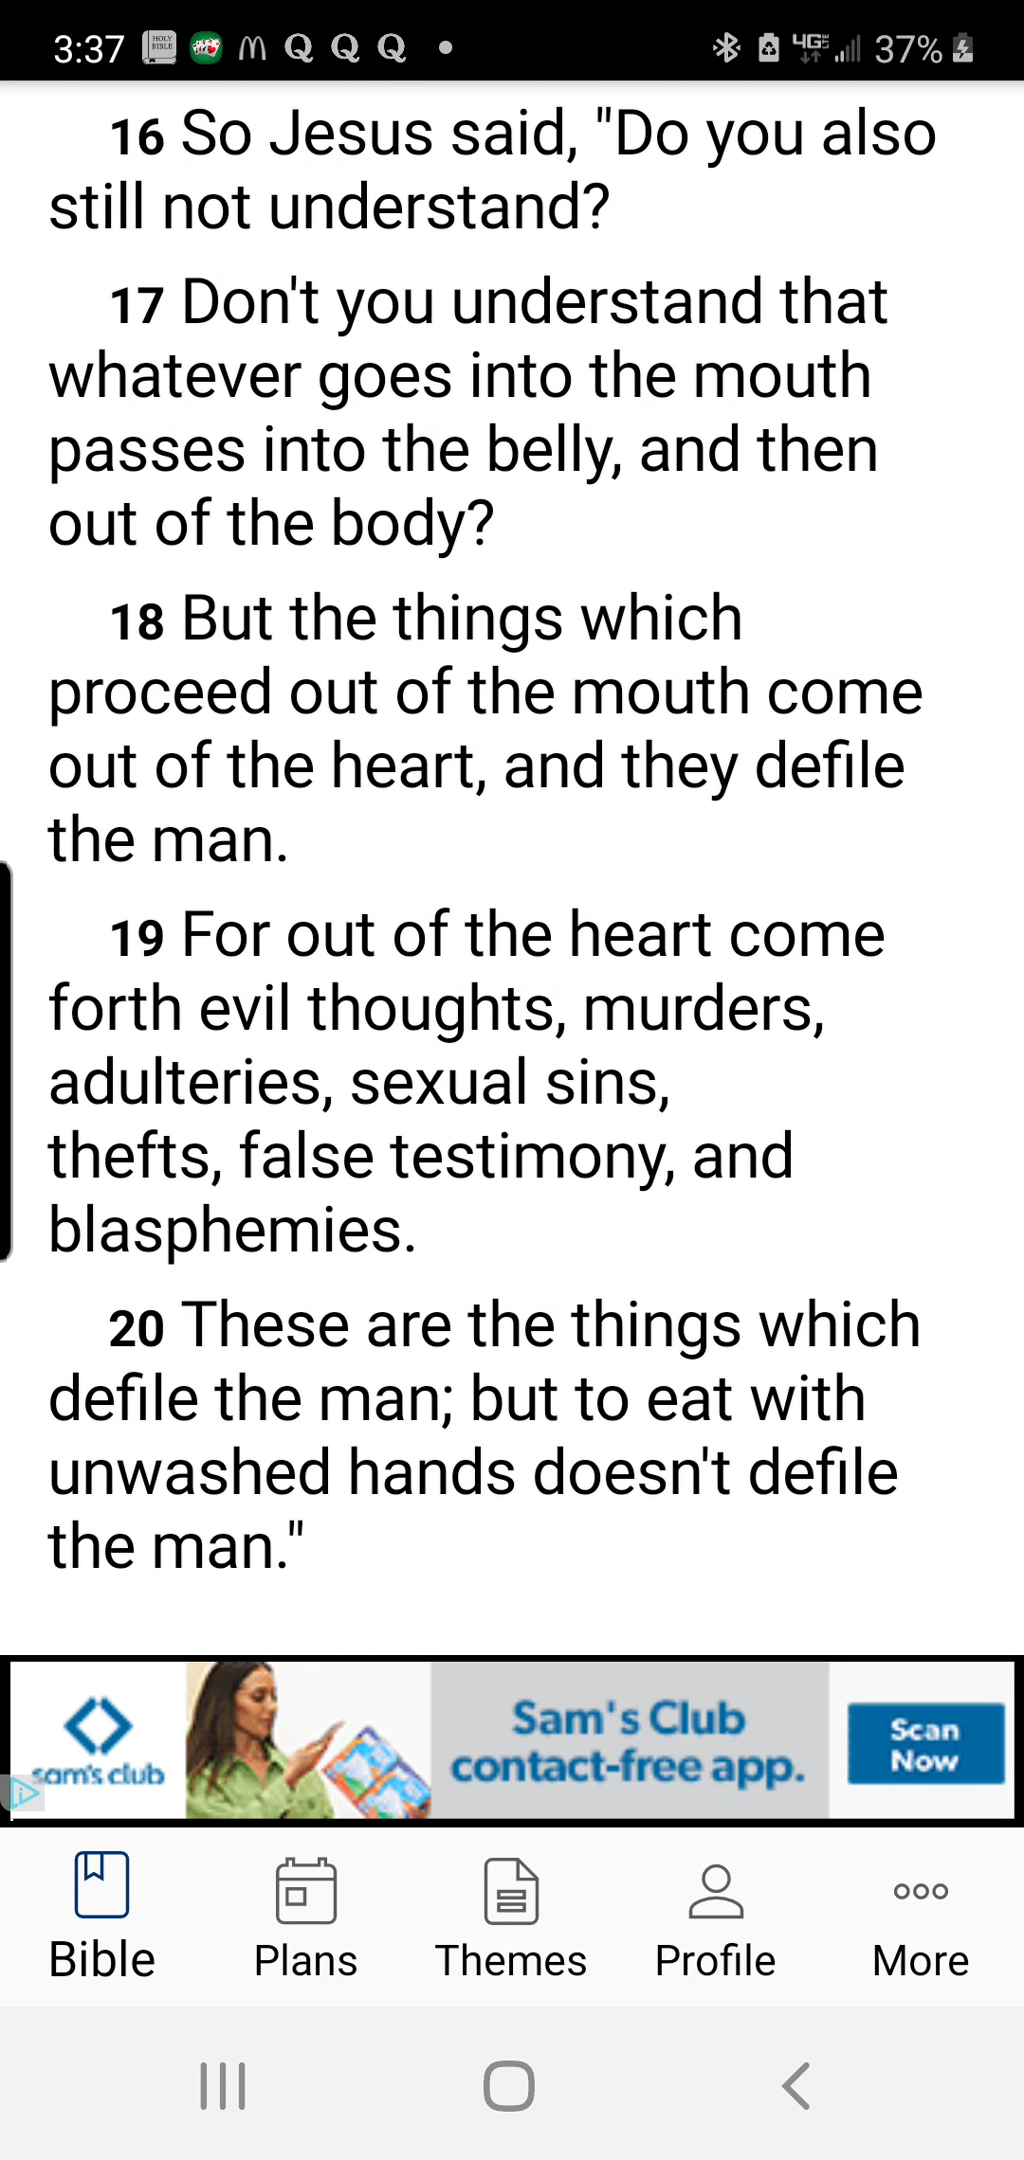 3:37 HOLY BIBLE Q Q Q 4GE 37%
16 So Jesus said, "Do you also
still not understand?
17 Don't you understand that
whatever goes into the mouth
passes into the belly, and then
out of the body?
18 But the things which
proceed out of the mouth come
out of the heart, and they defile
the man.
19 For out of the heart come
forth evil thoughts, murders,
adulteries, sexual sins,
thefts, false testimony, and
blasphemies.
20 These are the things which
defile the man; but to eat with
unwashed hands doesn't defile
the man."
sam's club
Sam's Club
contact-free app.
Scan
Now
Bible Plans Themes Profile More